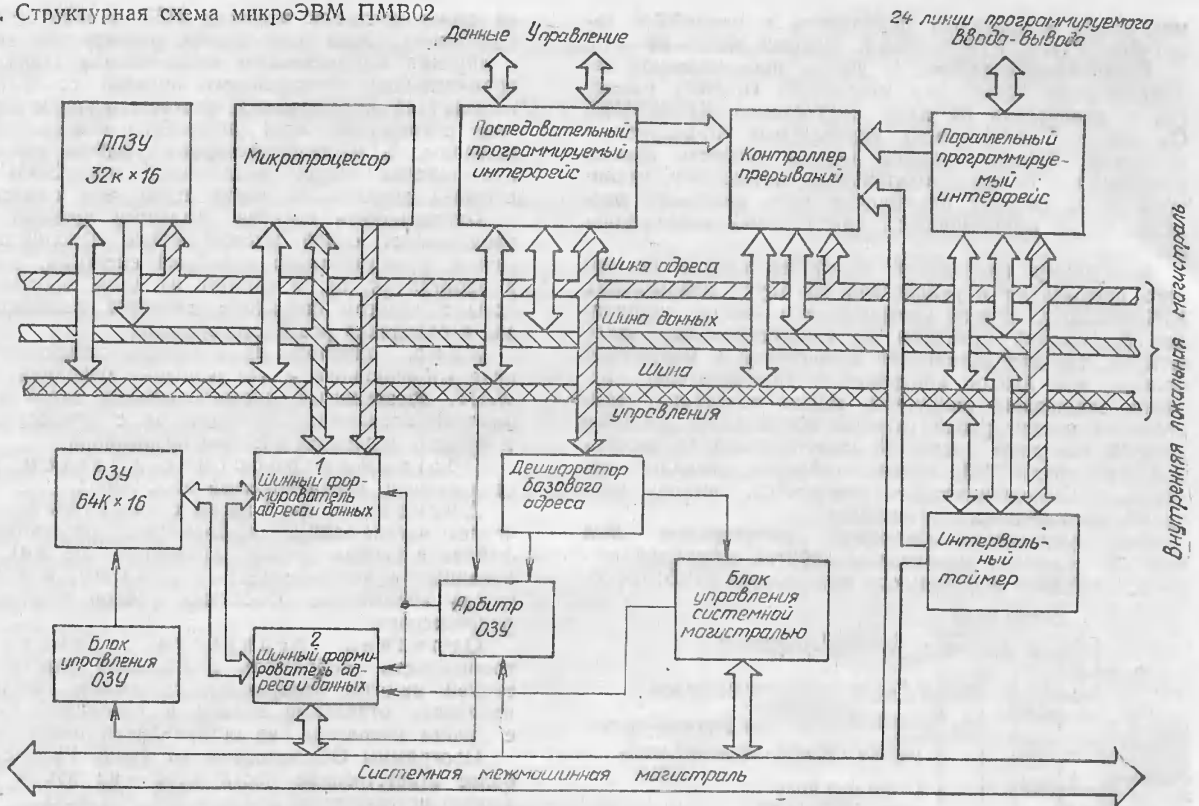 . Структурная схема микроЭВМ ПМВ02
Данные Управление
24 линии программируемого
ввода-вывода
ППЗУ
32к × 16
Микропроцессор
Последовательный
программируемый
интерфейс
Контроллер
прерываний
Параллельный
программируе-
мый
интерфейс
Шина адреса
Шина данных
Шина
управления
Внутренняя локальная магистраль
ОЗУ
64К × 16
1
Шинный фор-
мирователь
адреса и данных
Дешифратор
базового
адреса
Интерваль-
ный
таймер
Блок
управления
ОЗУ
2
Шинный форми-
рователь ад-
реса и данных
Арбитр
ОЗУ
Блок
управления
системной
магистралью
Системная межмашинная магистраль